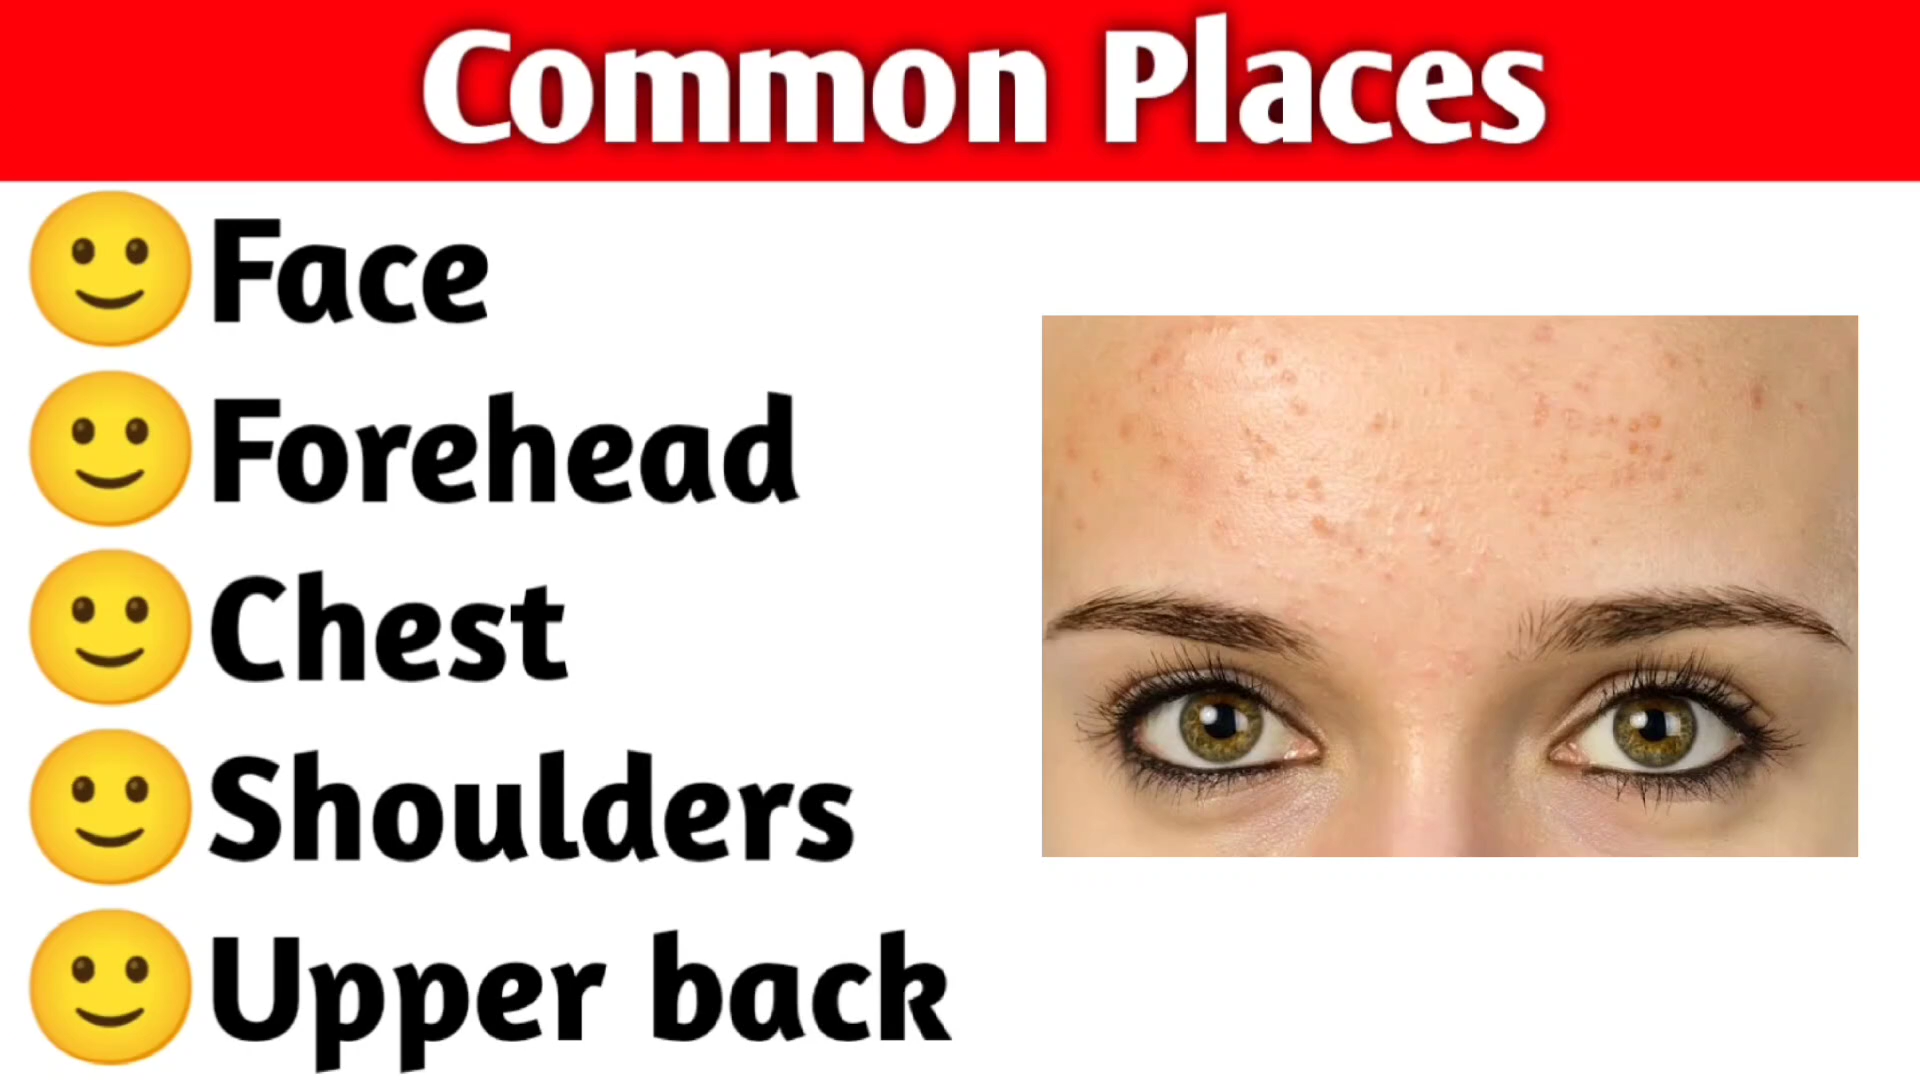 Common Places
Face
Forehead
Chest
Shoulders
Upper back